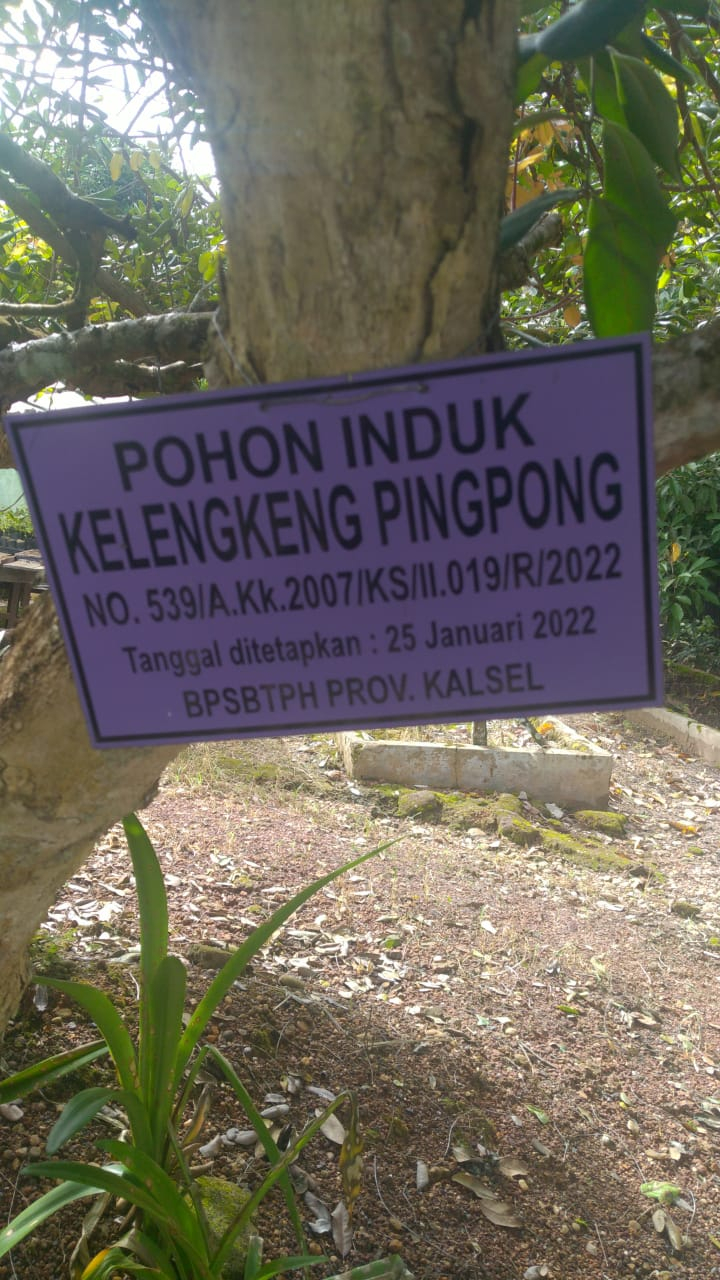 POHON INDUK
KELENGKENG PINGPONG
NO. 539/A.Kk.2007/KS/II.019/R/2022
Tanggal ditetapkan : 25 Januari 2022
BPSBTPH PROV. KALSEL